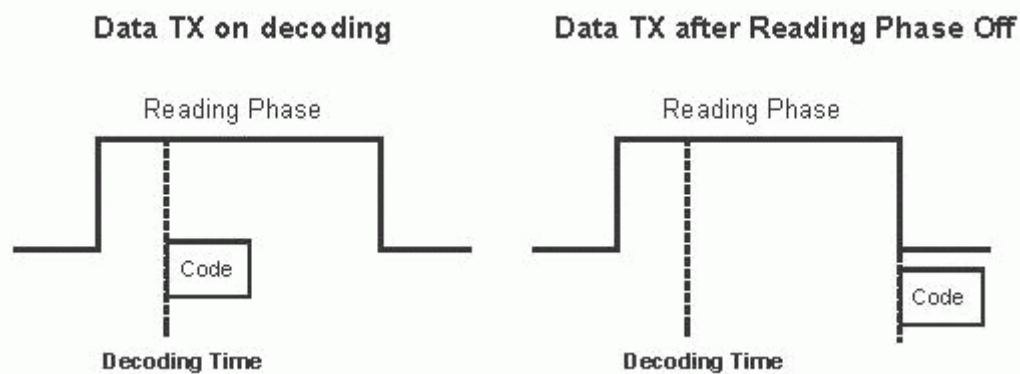 Data TX on decoding
Reading Phase
Code
Decoding Time
Data TX after Reading Phase Off
Reading Phase
Code
Decoding Time